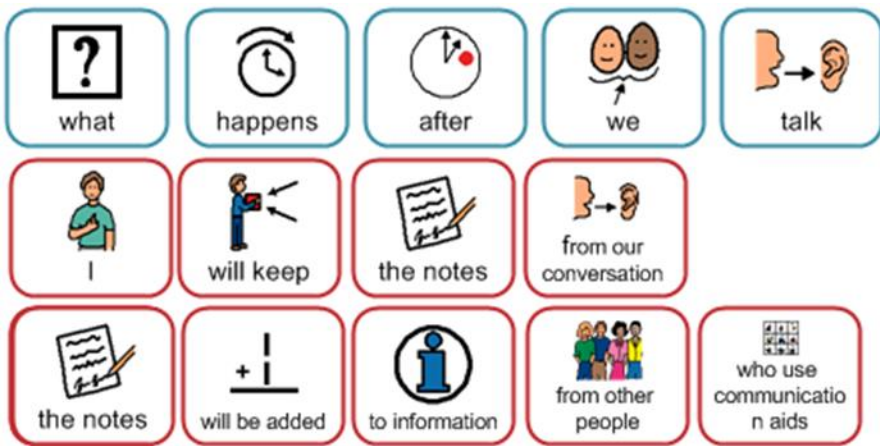 ?
what happens after we talk
I will keep the notes from our
conversation
the notes will be added to information from other
people who use
communicatio
n aids